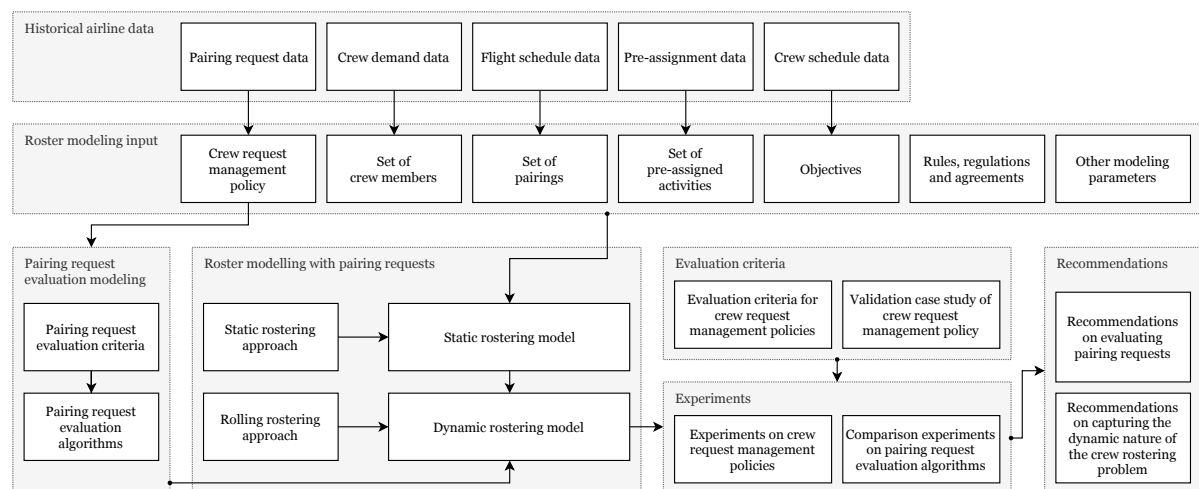 Historical airline data
Pairing request data
Crew demand data
Flight schedule data
Pre-assignment data
Crew schedule data
Roster modeling input
Crew request
management
policy
Set of
crew members
Set of
pairings
Set of
pre-assigned
activities
Objectives
Rules, regulations
and agreements
Other modeling
parameters
Pairing request
evaluation modeling
Pairing request
evaluation criteria
Pairing request
evaluation
algorithms
Roster modelling with pairing requests
Static rostering
approach
Static rostering model
Rolling rostering
approach
Dynamic rostering model
Evaluation criteria
Evaluation criteria for
crew request
management policies
Validation case study of
crew request
management policy
Experiments
Experiments on crew
request management
policies
Comparison experiments
on pairing request
evaluation algorithms
Recommendations
Recommendations
on evaluating
pairing requests
Recommendations
on capturing the
dynamic nature of
the crew rostering
problem